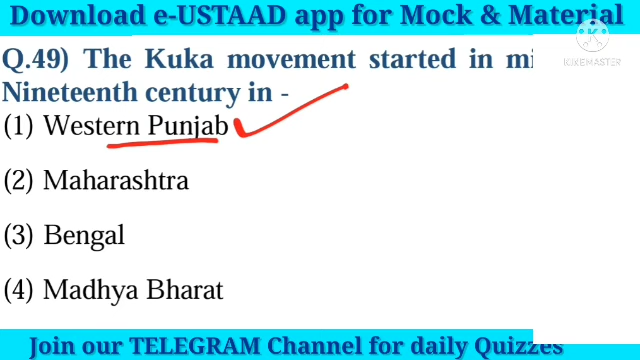 Download e-USTAAD app for Mock & Material
Q.49) The Kuka movement started in mi
KINEMASTER
Nineteenth century in -
(1) Western Punjab
(2) Maharashtra
(3) Bengal
(4) Madhya Bharat
Join our TELEGRAM Channel for daily Quizzes